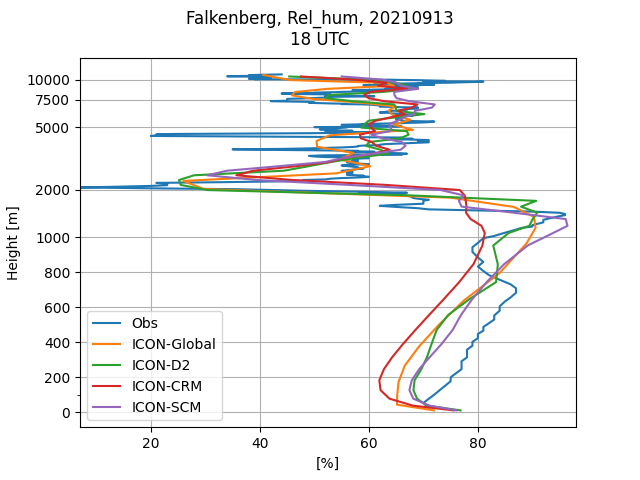 Falkenberg, Rel_hum, 20210913
18 UTC
10000
7500
5000
2000
1000
800
600
400
200
0
Height [m]
Obs
ICON-Global
ICON-D2
ICON-CRM
ICON-SCM
20
40
60
80
[%]